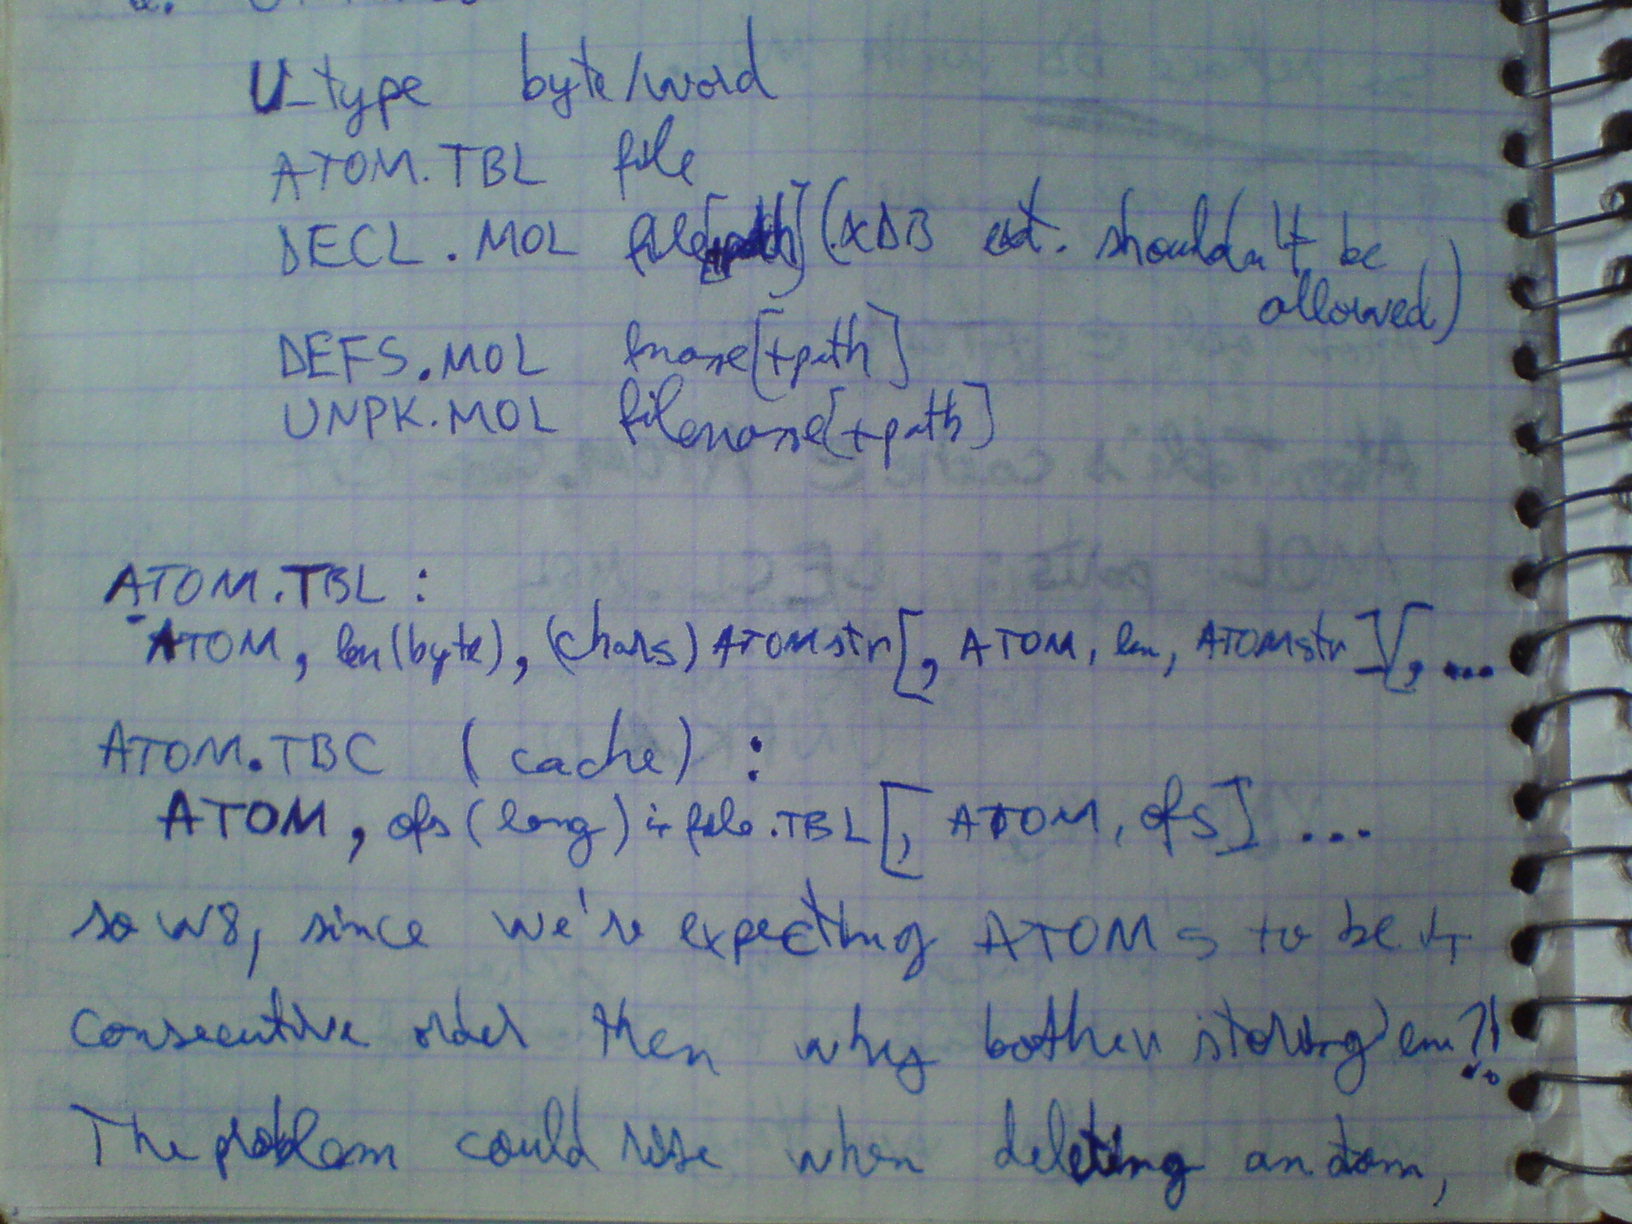 U_type byte/word
ATOM.TBL file
DECL.MOL file[+path] (.XDB ext. shouldn't be
allowed)
DEFS.MOL fname[+path]
UNPK.MOL filename[+path]
ATOM.TBL :
ATOM, len(byte), (chars) ATOMstr[, ATOM, len, ATOMstr][, ...
ATOM.TBC (cache) :
ATOM, ofs(long) in file.TBL[, ATOM, ofS] ...
so W8, since we're expecting ATOMs to be in
consecutive order then why bother storing'em?!
The problem could rise when deleting an atom,